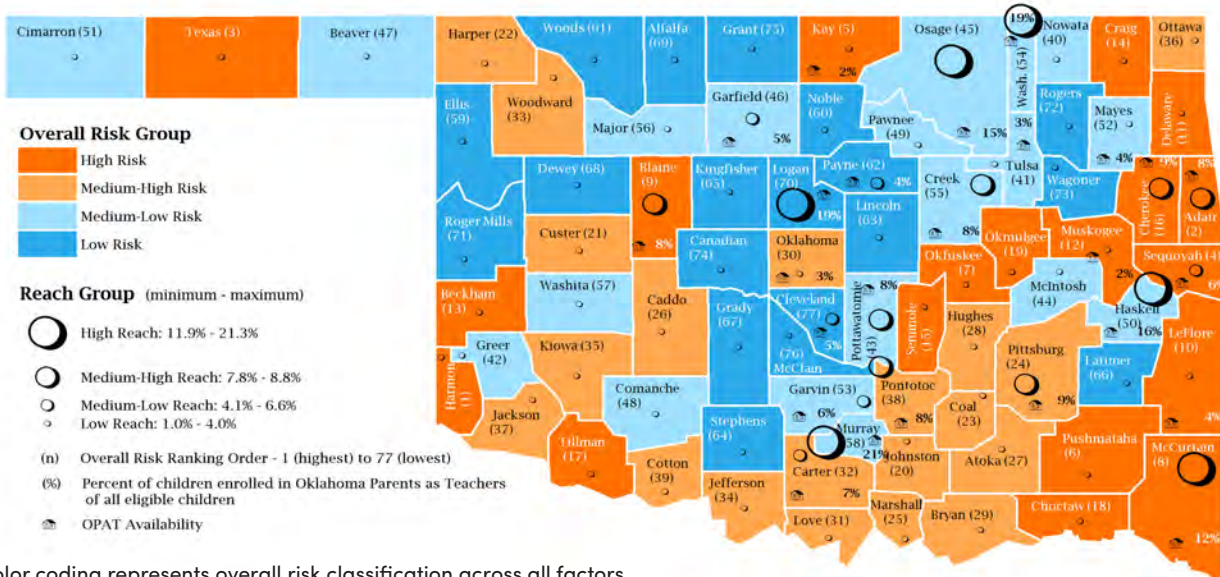 Cimarron (51)
Texas (3)
Beaver (47)
Harper (22)
Woods (61)
Alfalfa
(69)
Grant (75)
Kay (5)
2%
Osage (45)
15%
19%
Wash. (54)
3%
Nowata
(40)
Craig
(14)
Ottawa
(36)
Ellis
(59)
Woodward
(33)
Major (56)
Garfield (46)
5%
Noble
(60)
Pawnee
(49)
Rogers
(72)
Mayes
(52)
4%
Delaware
(11)
9%
8%
Overall Risk Group
High Risk
Medium-High Risk
Medium-Low Risk
Low Risk
Dewey (68)
Blaine
(9)
8%
Kingfisher
(65)
Logan
(70)
19%
Payne (62)
4%
Creek
(55)
8%
Tulsa
(41)
Wagoner
(73)
Cherokee
(16)
Adair
(2)
Roger Mills
(71)
Custer (21)
Canadian
(74)
Oklahoma
(30)
3%
Lincoln
(63)
Okfuskee
(7)
Okmulgee
(19)
Muskogee
(12)
2%
Sequoyah (4)
6%
Reach Group (minimum - maximum)
High Reach: 11.9% - 21.3%
Medium-High Reach: 7.8% - 8.8%
Medium-Low Reach: 4.1% - 6.6%
Low Reach: 1.0% - 4.0%
Beckham
(13)
Washita (57)
Caddo
(26)
Grady
(67)
Cleveland
(77)
5%
(76)
McClain
8%
Pottawatomie
(43)
Seminole
(15)
Hughes
(28)
McIntosh
(44)
Haskell
(50)
16%
LeFlore
(10)
4%
Greer
(42)
Kiowa (35)
Harmon
(1)
Jackson
(37)
Comanche
(48)
Garvin (53)
6%
Pontotoc
(38)
8%
Pittsburg
(24)
9%
Latimer
(66)
Tillman
(17)
Stephens
(64)
Murray
(58)
21%
Coal
(23)
Pushmataha
(6)
McCurtain
(8)
12%
Cotton
(39)
Carter (32)
7%
Johnston
(20)
Atoka (27)
Jefferson
(34)
Love (31)
Marshall
(25)
Bryan (29)
Choctaw (18)
(n) Overall Risk Ranking Order - 1 (highest) to 77 (lowest)
(%) Percent of children enrolled in Oklahoma Parents as Teachers
of all eligible children
OPAT Availability
olor coding represents overall risk classification across all factors